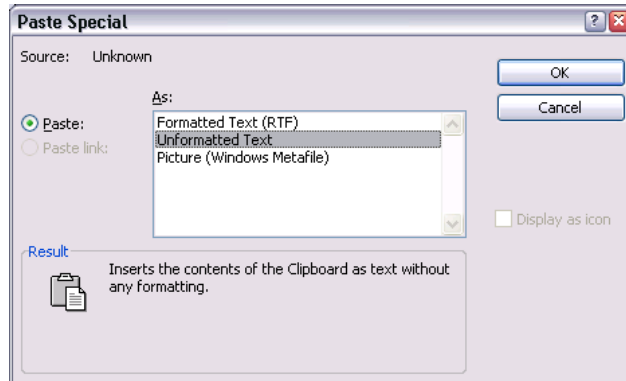 Paste Special
Source: Unknown
As:
Paste:
Paste link:
Formatted Text (RTF)
Unformatted Text
Picture (Windows Metafile)
OK
Cancel
Display as icon
Result
Inserts the contents of the Clipboard as text without
any formatting.